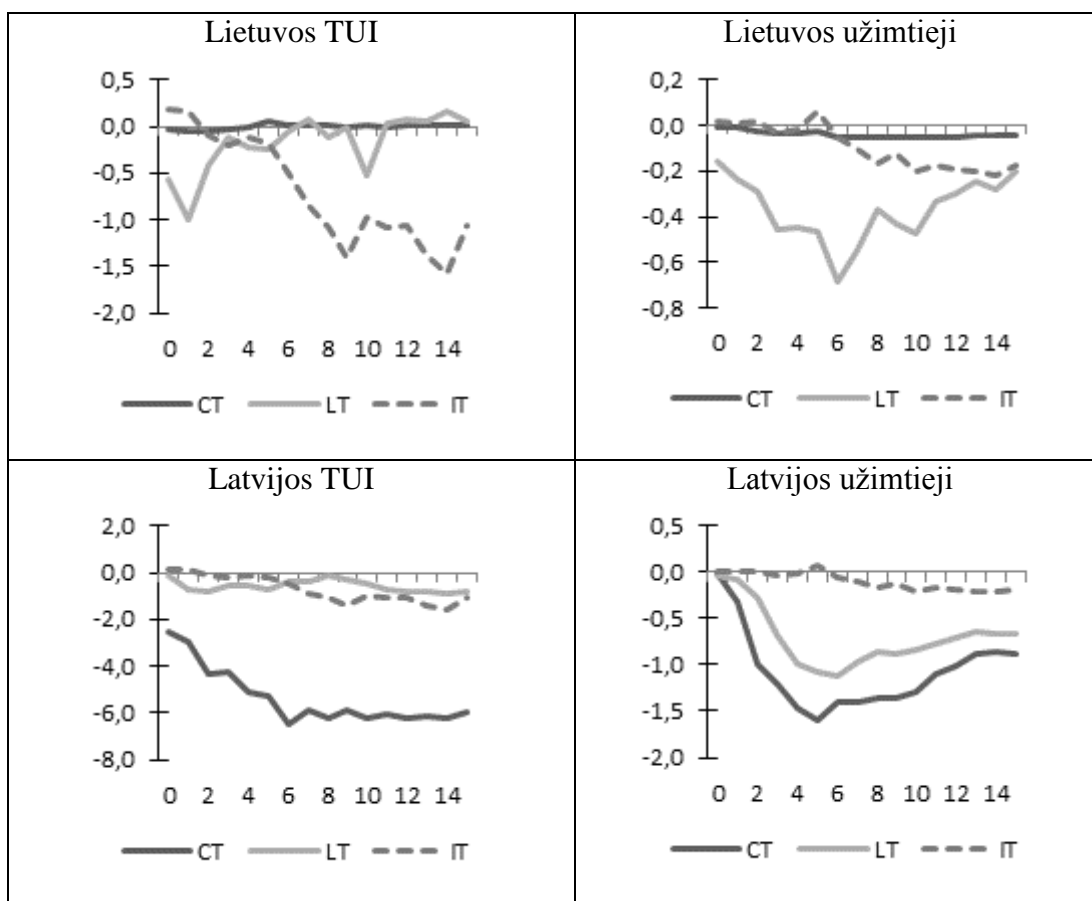 Lietuvos TUI
0,5
0,0
-0,5
-1,0
-1,5
-2,0
0 2 4 6 8 10 12 14
CT LT IT
Lietuvos užimtieji
0,2
0,0
-0,2
-0,4
-0,6
-0,8
0 2 4 6 8 10 12 14
CT LT IT
Latvijos TUI
2,0
0,0
-2,0
-4,0
-6,0
-8,0
0 2 4 6 8 10 12 14
CT LT IT
Latvijos užimtieji
0,5
0,0
-0,5
-1,0
-1,5
-2,0
0 2 4 6 8 10 12 14
CT LT IT